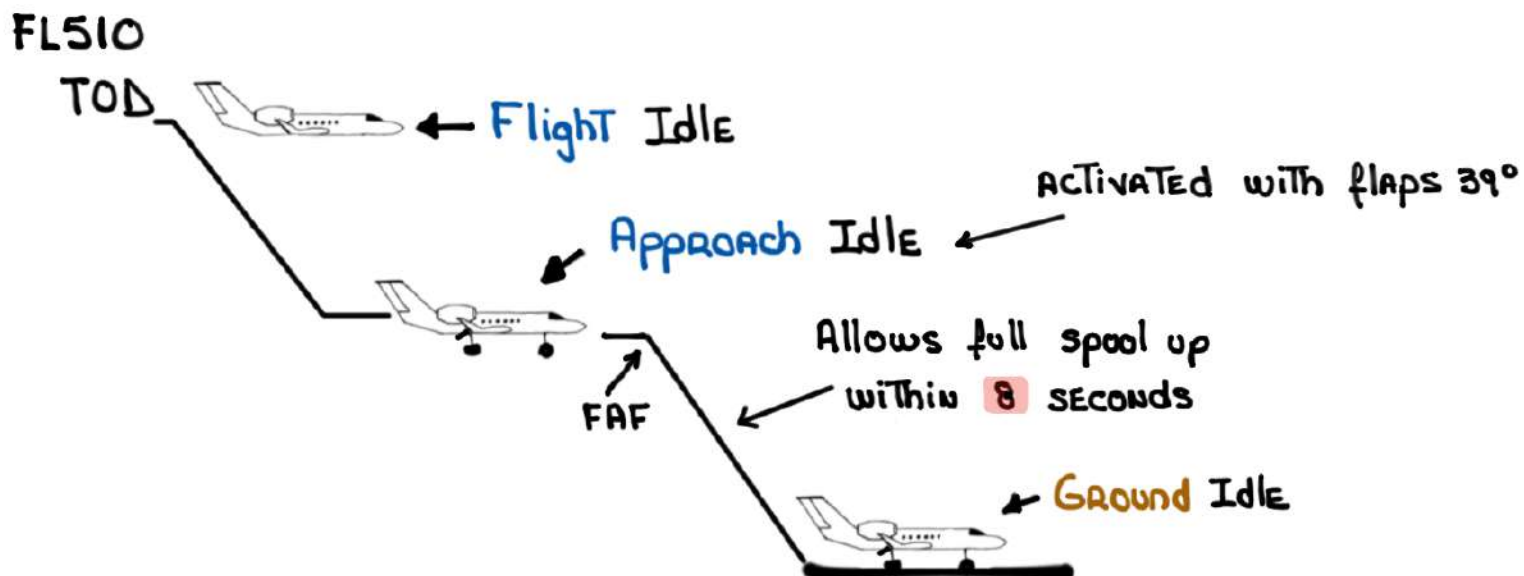 FL510
TOD
Flight Idle
ACTIVATED with flaps 39°
Approach Idle
Allows full spool up
within 8 seconds
FAF
Ground Idle